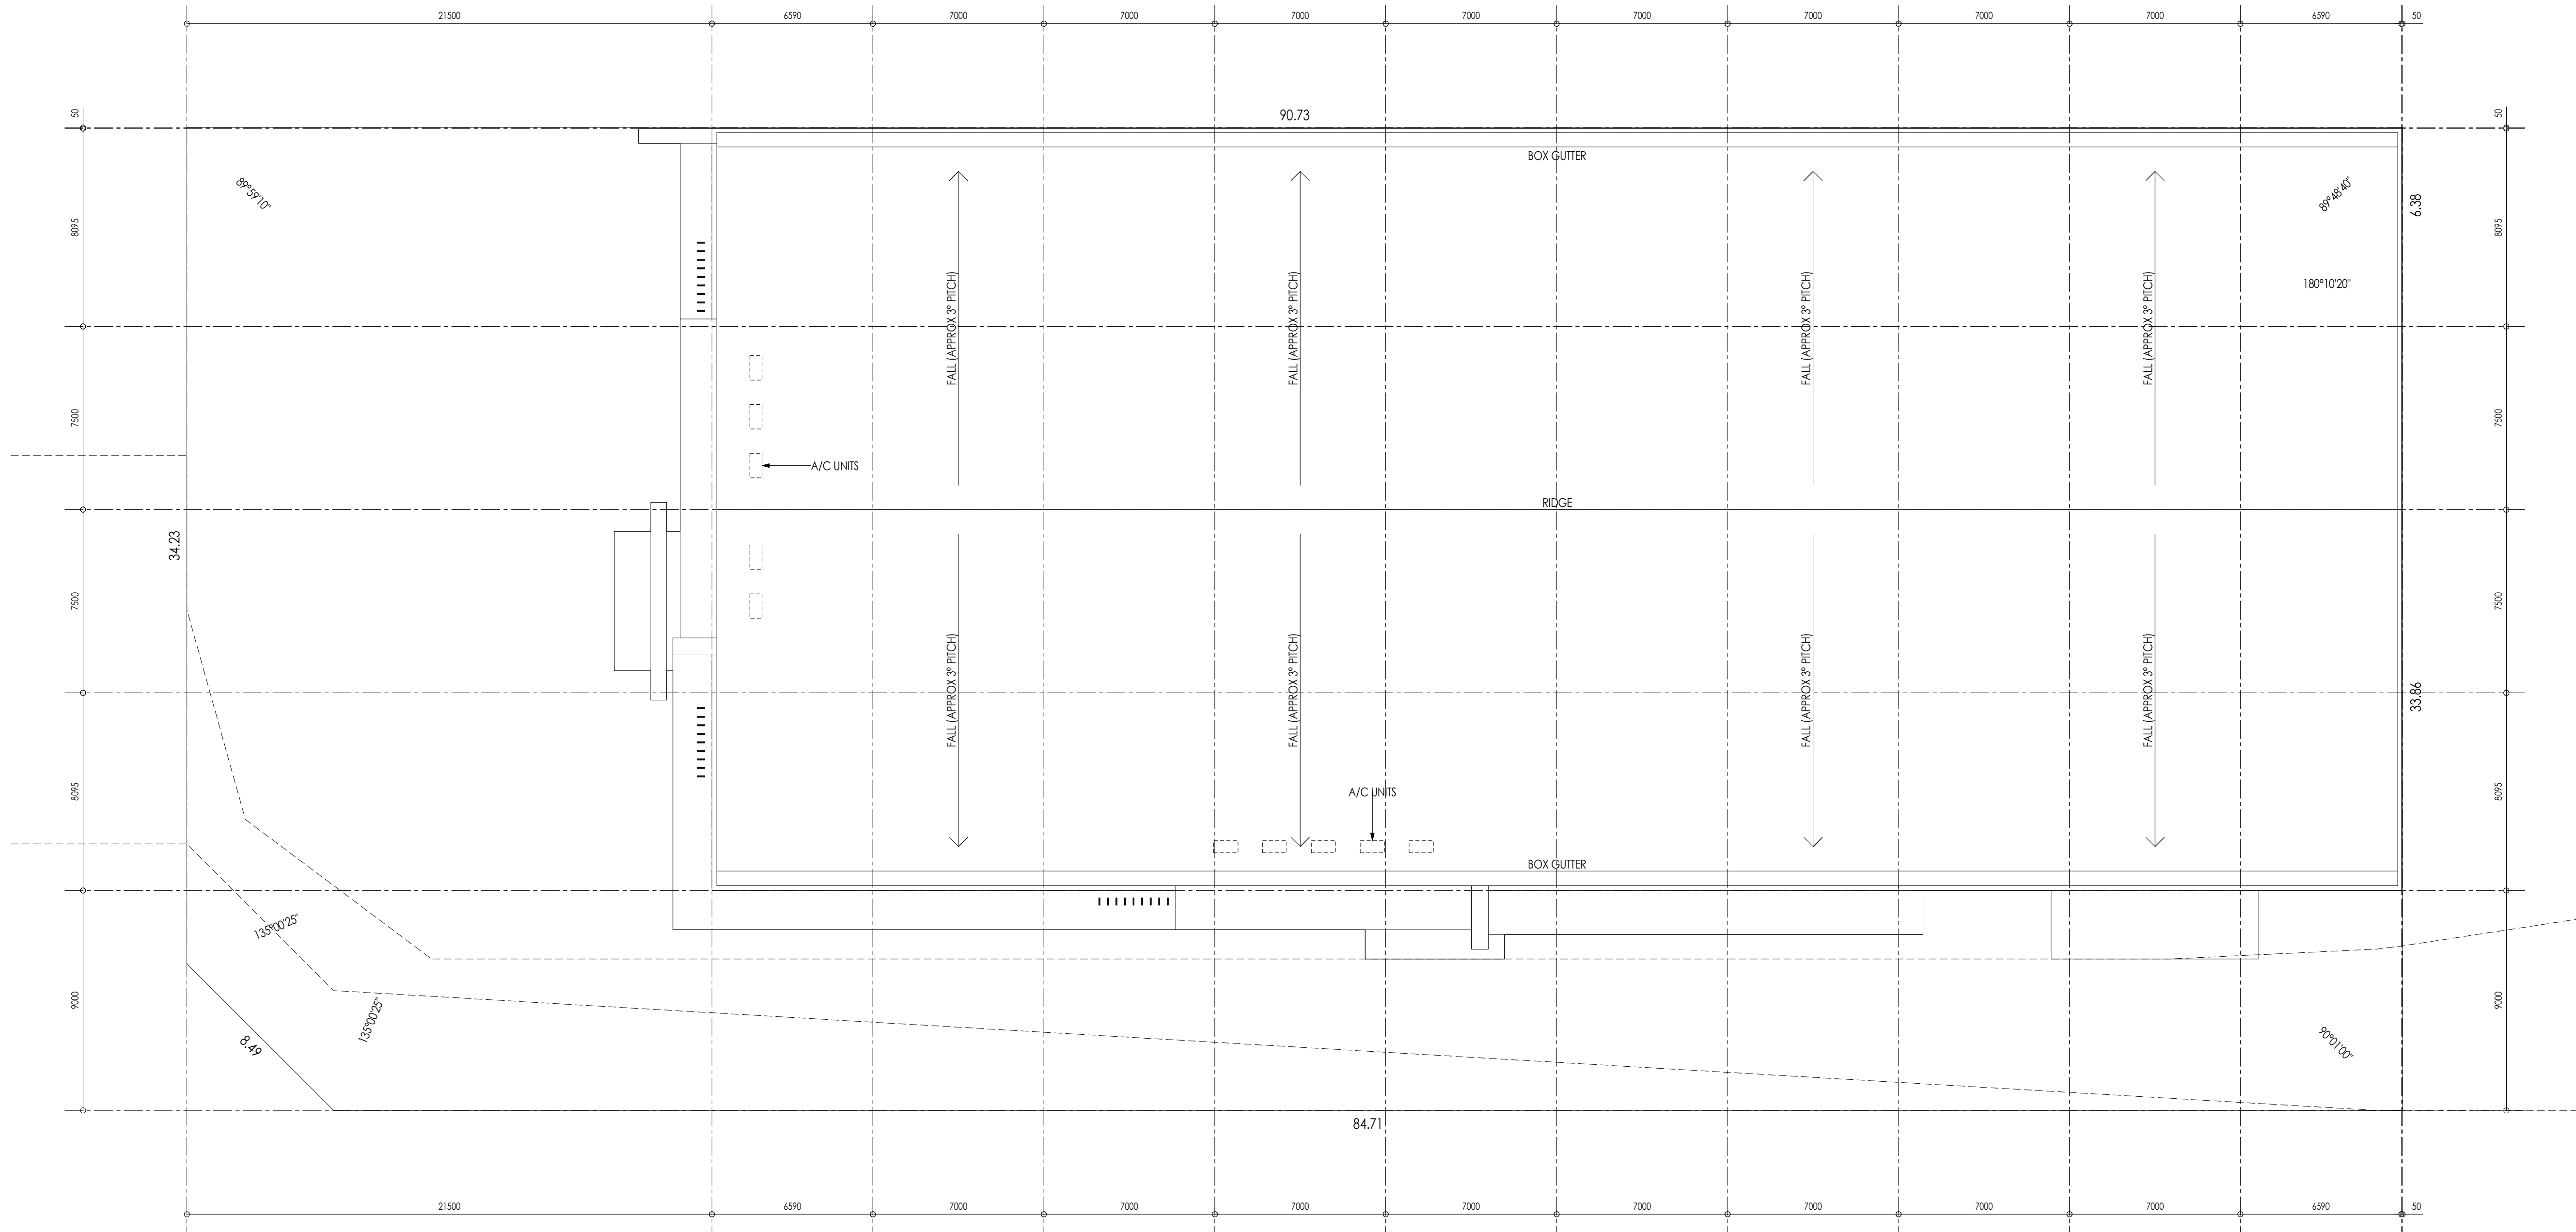 21500 6590 7000 7000 7000 7000 7000 7000 7000 7000 6590 50
50
90.73
50
BOX GUTTER
89°59'10"
89°48'40"
6.38
8095
8095
180°10'20"
FALL (APPROX 3° PITCH)
FALL (APPROX 3° PITCH)
FALL (APPROX 3° PITCH)
FALL (APPROX 3° PITCH)
7500
7500
A/C UNITS
RIDGE
34.23
7500
7500
FALL (APPROX 3° PITCH)
FALL (APPROX 3° PITCH)
FALL (APPROX 3° PITCH)
FALL (APPROX 3° PITCH)
33.86
8095
A/C UNITS
8095
BOX GUTTER
135°00'25"
9000
135°00'25"
9000
8.49
90°01'00"
84.71
21500 6590 7000 7000 7000 7000 7000 7000 7000 7000 6590 50